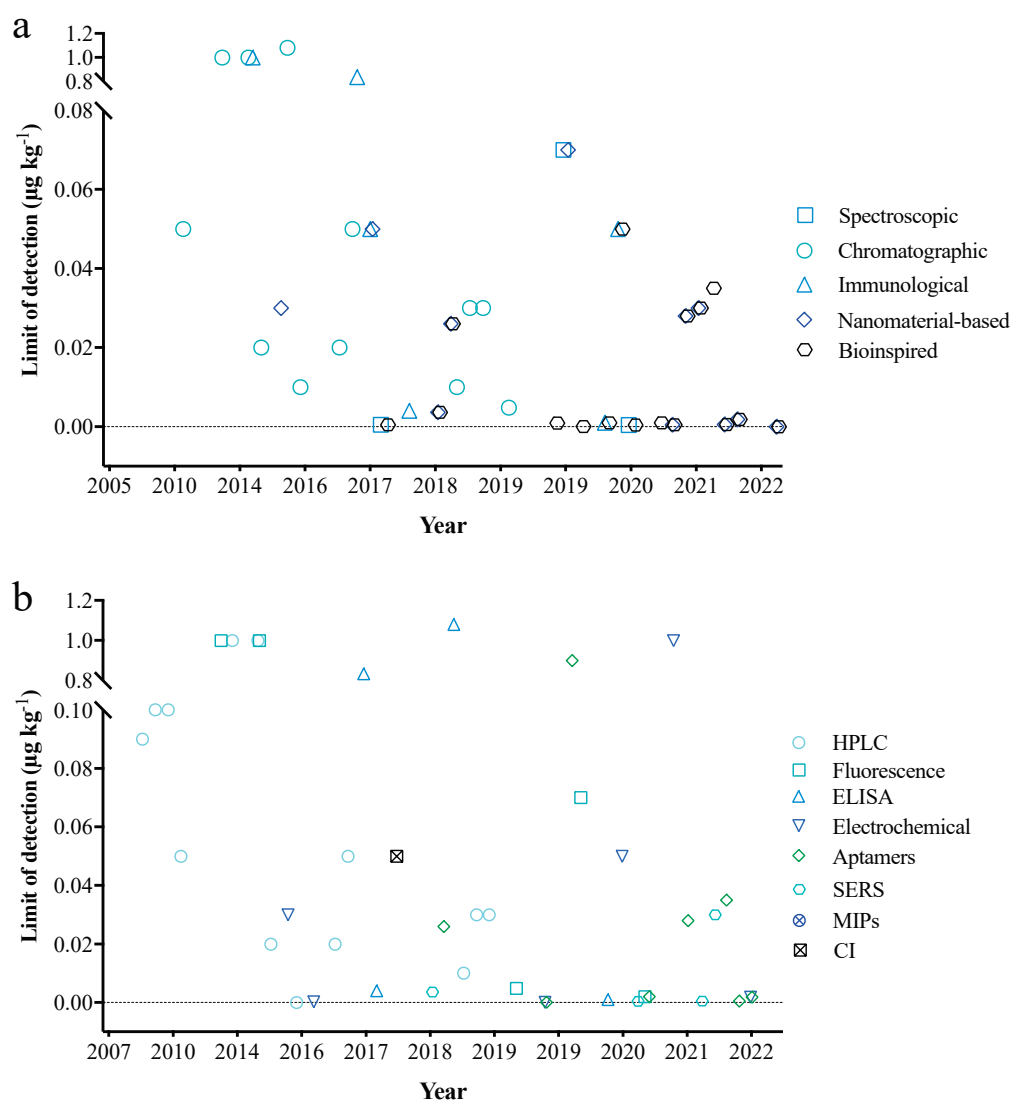 a
1.2
1.0
0.8
0.08
0.06
0.04
0.02
0.00
Limit of detection (µg kg⁻¹)
2005 2010 2014 2016 2017 2018 2019 2019 2020 2021 2022
Year
Spectroscopic
Chromatographic
Immunological
Nanomaterial-based
Bioinspired
b
1.2
1.0
0.8
0.10
0.08
0.06
0.04
0.02
0.00
Limit of detection (µg kg⁻¹)
2007 2010 2014 2017 2018 2019 2019 2020 2021 2022
Year
HPLC
Fluorescence
ELISA
Electrochemical
Aptamers
SERS
MIPs
CI